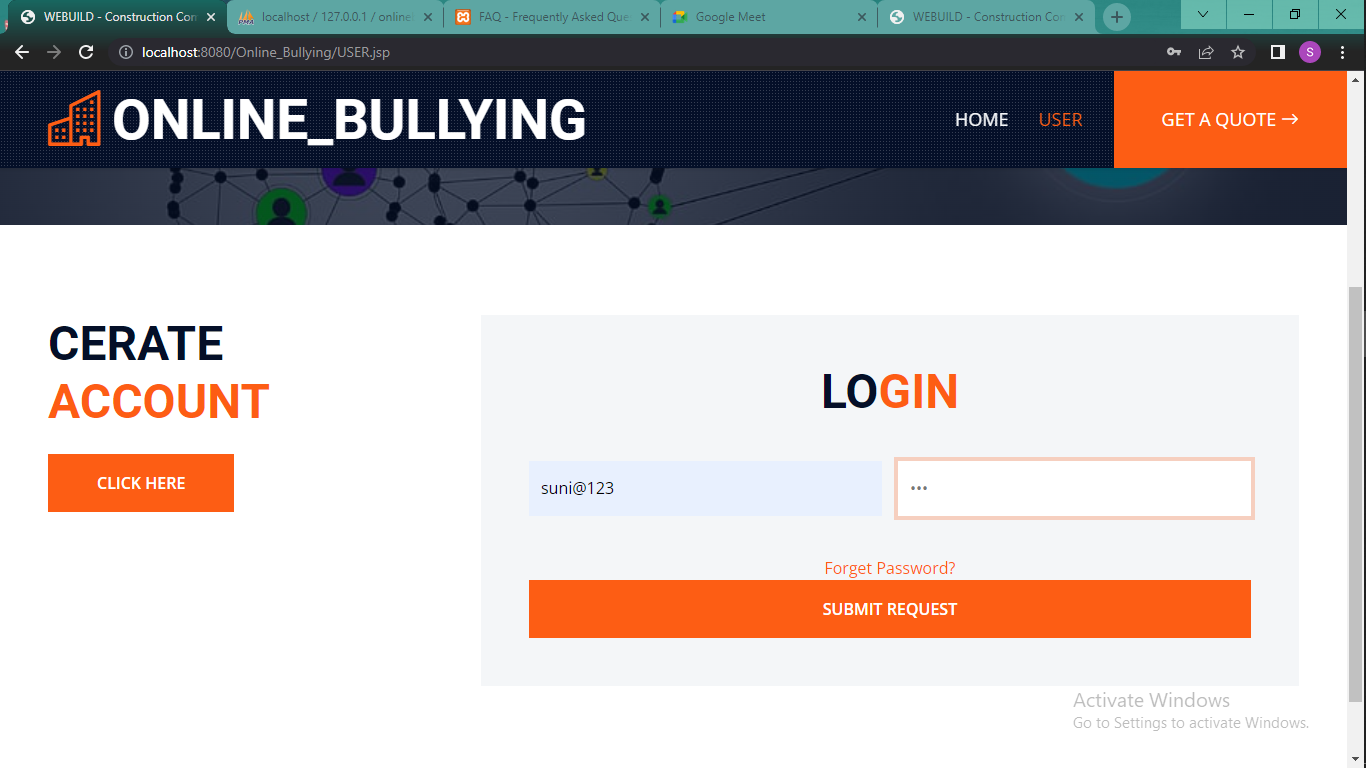 WEBUILD - Construction Con
localhost / 127.0.0.1 / online
FAQ - Frequently Asked Que
Google Meet
WEBUILD - Construction Con
localhost:8080/Online_Bullying/USER.jsp
S
ONLINE_BULLYING
HOME
USER
GET A QUOTE →
CERATE
ACCOUNT
CLICK HERE
LOGIN
suni@123
•••
Forget Password?
SUBMIT REQUEST
Activate Windows
Go to Settings to activate Windows.